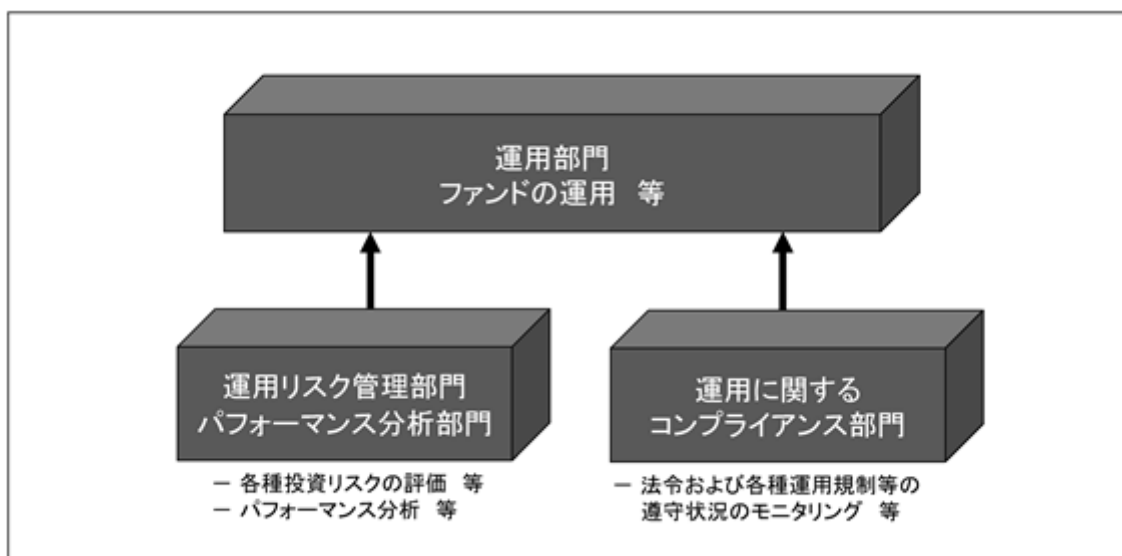 運用部門
ファンドの運用 等
運用リスク管理部門
パフォーマンス分析部門
運用に関する
コンプライアンス部門
－ 各種投資リスクの評価 等
－ パフォーマンス分析 等
－ 法令および各種運用規制等の
遵守状況のモニタリング 等